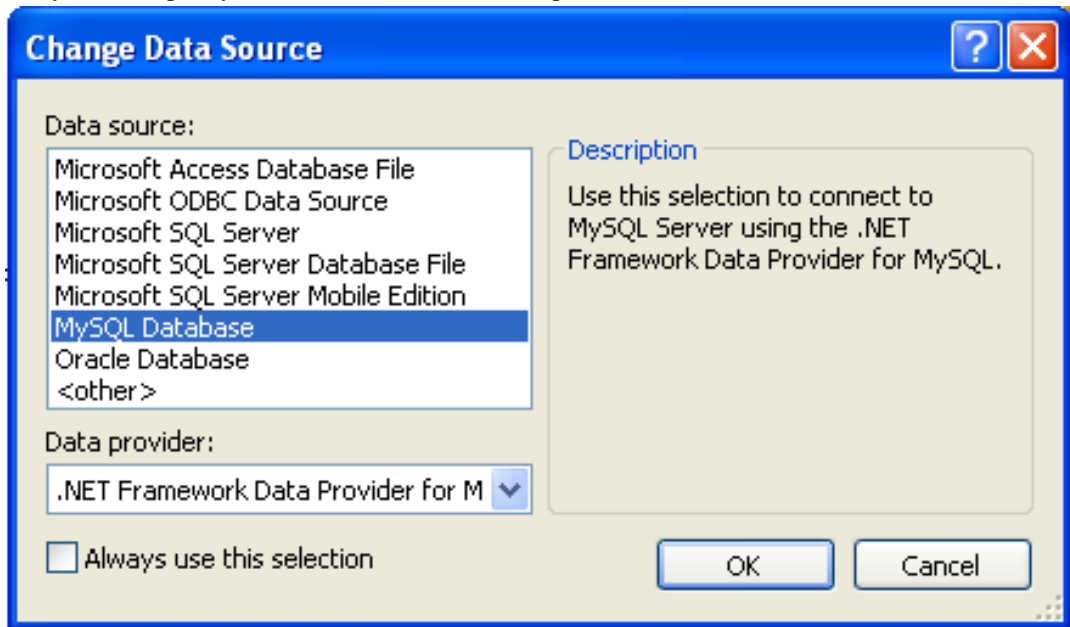 Change Data Source
Data source:
Microsoft Access Database File
Microsoft ODBC Data Source
Microsoft SQL Server
Microsoft SQL Server Database File
Microsoft SQL Server Mobile Edition
MySQL Database
Oracle Database
<other>
Data provider:
.NET Framework Data Provider for M
Always use this selection
Description
Use this selection to connect to
MySQL Server using the .NET
Framework Data Provider for MySQL.
OK
Cancel